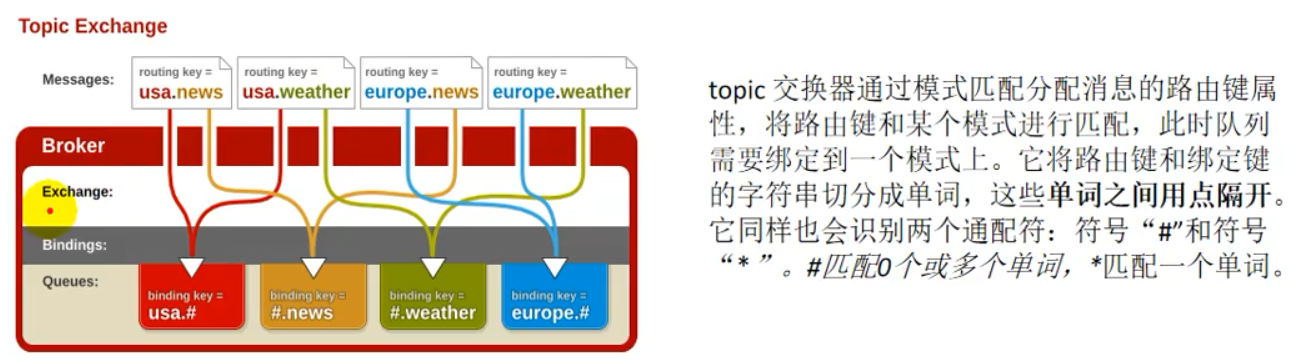 Topic Exchange
Messages:
routing key =
usa.news
routing key =
usa.weather
routing key =
europe.news
routing key =
europe.weather
Broker
Exchange:
Bindings:
Queues:
binding key =
usa.#
binding key =
#.news
binding key =
#.weather
binding key =
europe.#
topic 交换器通过模式匹配分配消息的路由键属
性，将路由键和某个模式进行匹配，此时队列
需要绑定到一个模式上。它将路由键和绑定键
的字符串切分成单词，这些单词之间用点隔开。
它同样也会识别两个通配符：符号“#”和符号
“*”。#匹配0个或多个单词，*匹配一个单词。